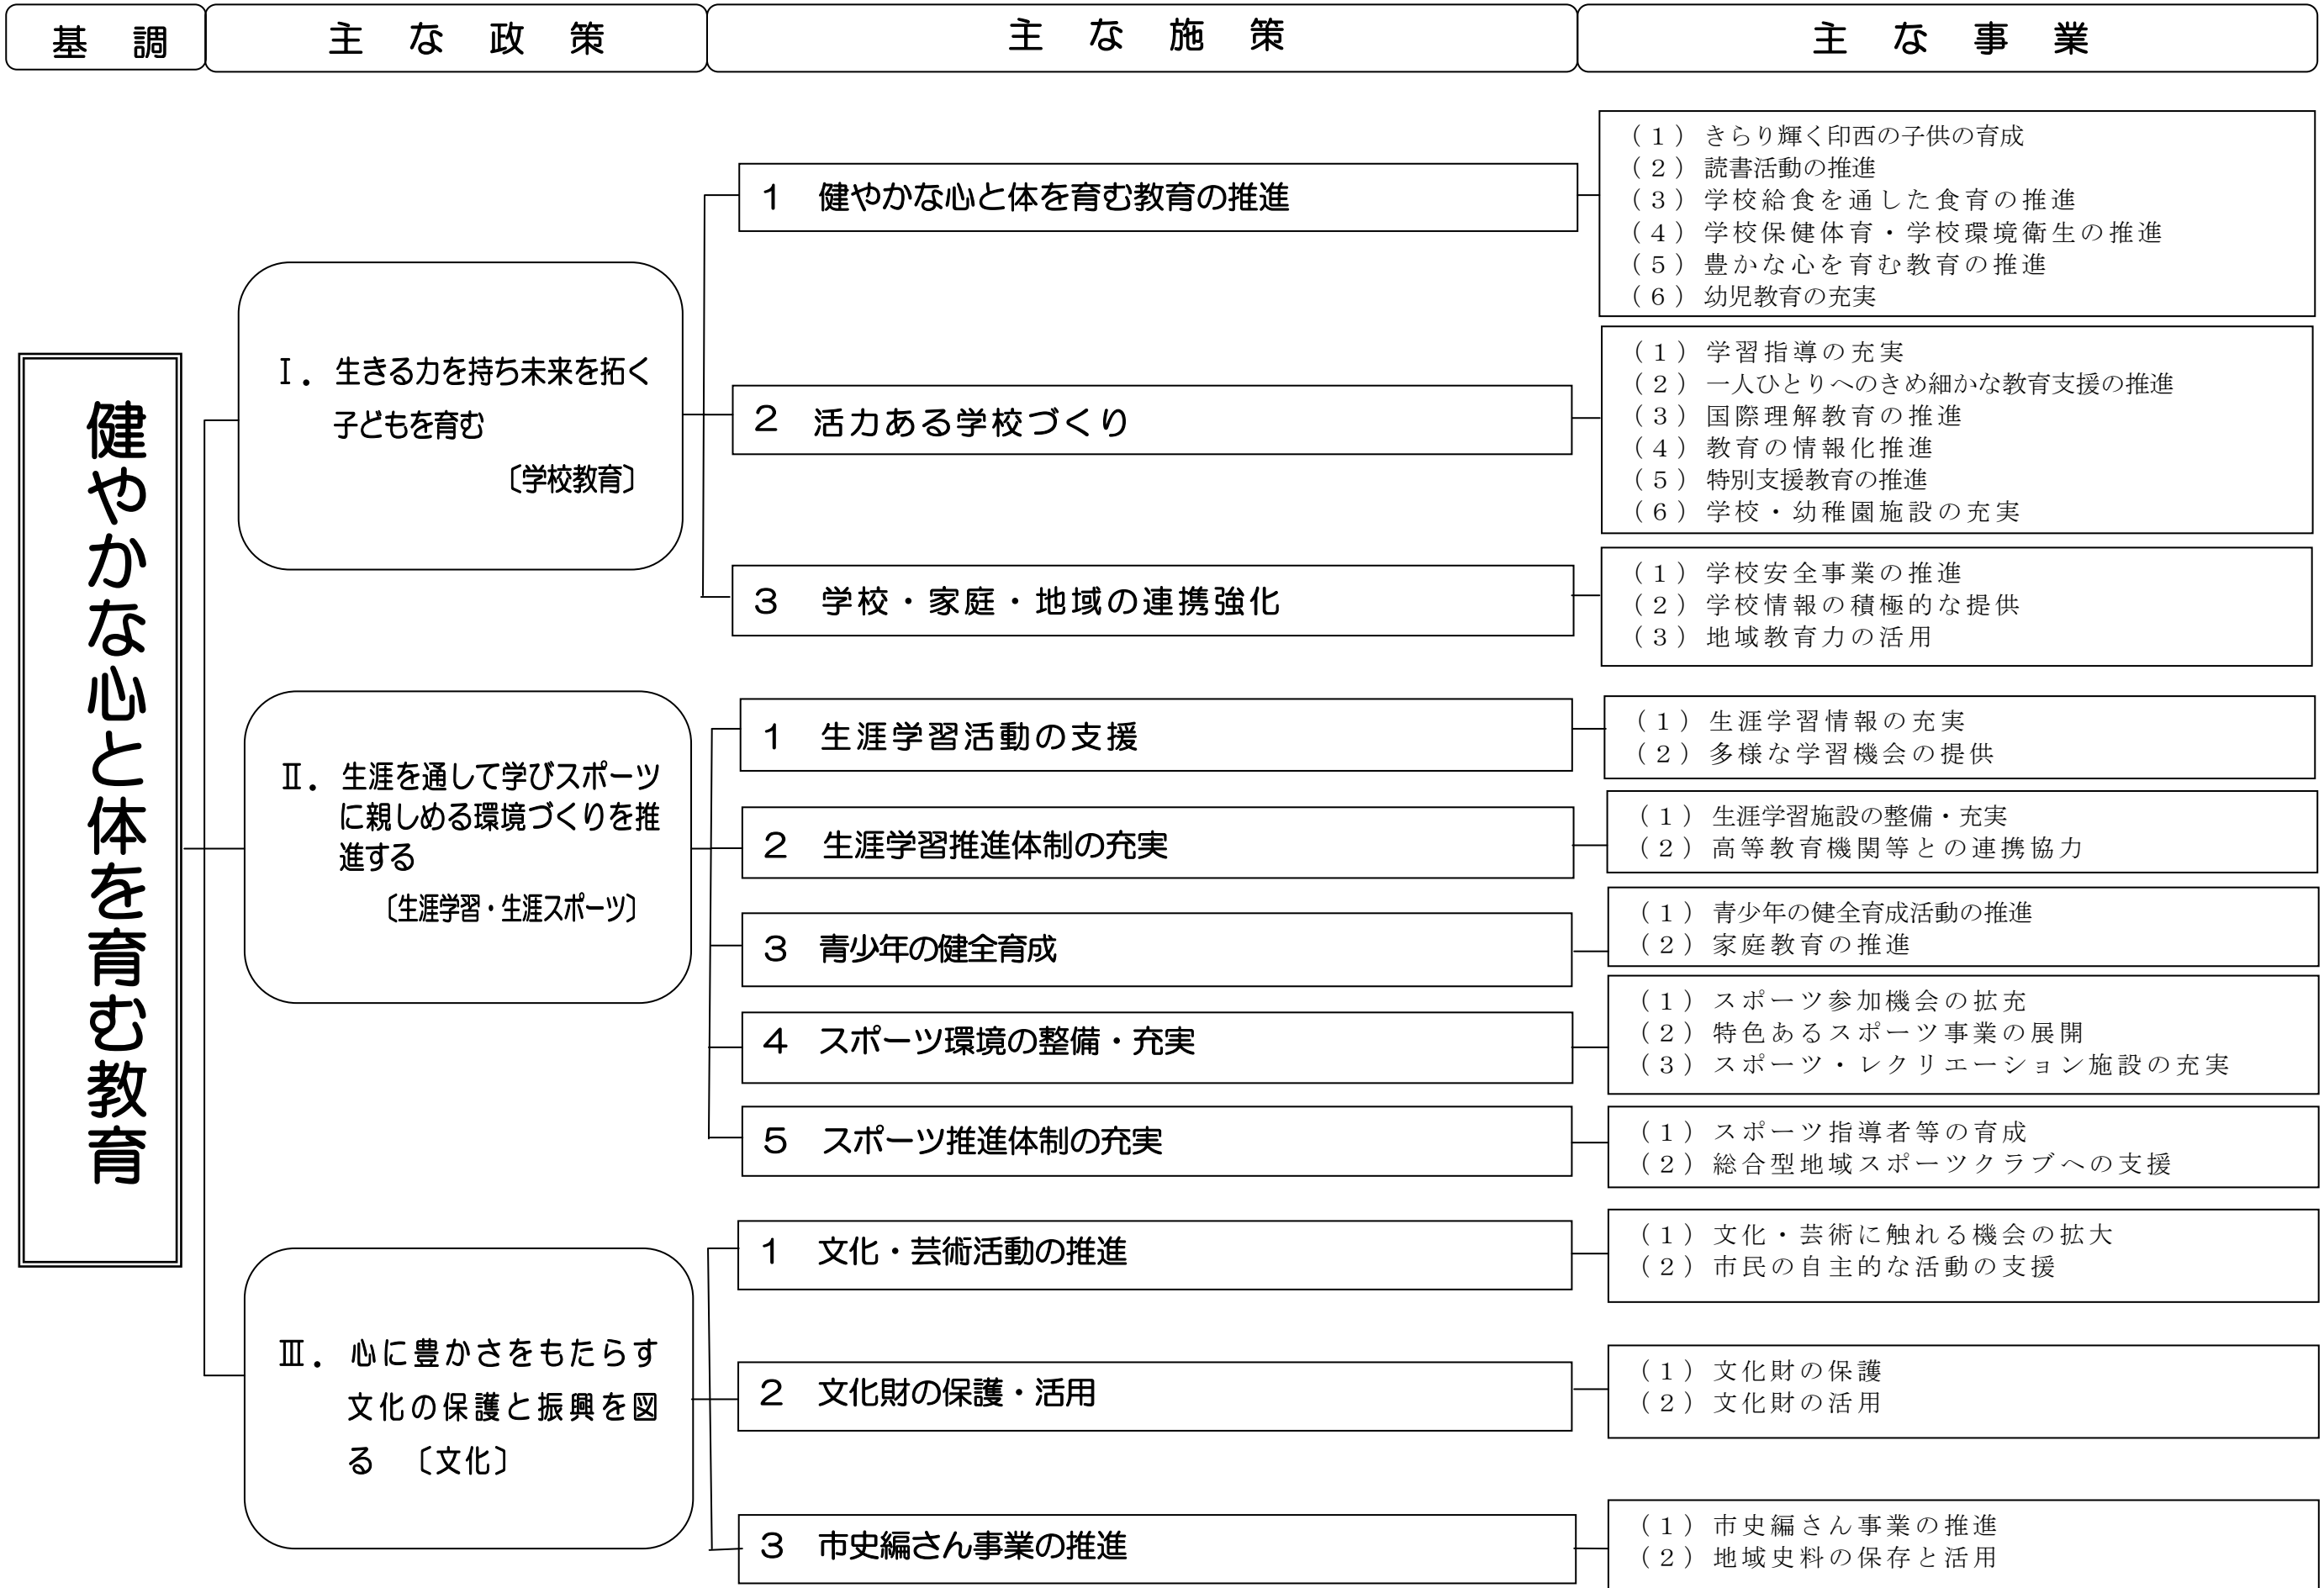 基　調
主　な　政　策
主　な　施　策
主　な　事　業
健やかな心と体を育む教育
Ⅰ．生きる力を持ち未来を拓く
子どもを育む
〔学校教育〕
1　健やかな心と体を育む教育の推進
（１）きらり輝く印西の子供の育成
（２）読書活動の推進
（３）学校給食を通した食育の推進
（４）学校保健体育・学校環境衛生の推進
（５）豊かな心を育む教育の推進
（６）幼児教育の充実
2　活力ある学校づくり
（１）学習指導の充実
（２）一人ひとりへのきめ細かな教育支援の推進
（３）国際理解教育の推進
（４）教育の情報化推進
（５）特別支援教育の推進
（６）学校・幼稚園施設の充実
3　学校・家庭・地域の連携強化
（１）学校安全事業の推進
（２）学校情報の積極的な提供
（３）地域教育力の活用
Ⅱ．生涯を通して学びスポーツ
に親しめる環境づくりを推
進する
〔生涯学習・生涯スポーツ〕
1　生涯学習活動の支援
（１）生涯学習情報の充実
（２）多様な学習機会の提供
2　生涯学習推進体制の充実
（１）生涯学習施設の整備・充実
（２）高等教育機関等との連携協力
3　青少年の健全育成
（１）青少年の健全育成活動の推進
（２）家庭教育の推進
4　スポーツ環境の整備・充実
（１）スポーツ参加機会の拡充
（２）特色あるスポーツ事業の展開
（３）スポーツ・レクリエーション施設の充実
5　スポーツ推進体制の充実
（１）スポーツ指導者等の育成
（２）総合型地域スポーツクラブへの支援
Ⅲ．心に豊かさをもたらす
文化の保護と振興を図
る　〔文化〕
1　文化・芸術活動の推進
（１）文化・芸術に触れる機会の拡大
（２）市民の自主的な活動の支援
2　文化財の保護・活用
（１）文化財の保護
（２）文化財の活用
3　市史編さん事業の推進
（１）市史編さん事業の推進
（２）地域史料の保存と活用